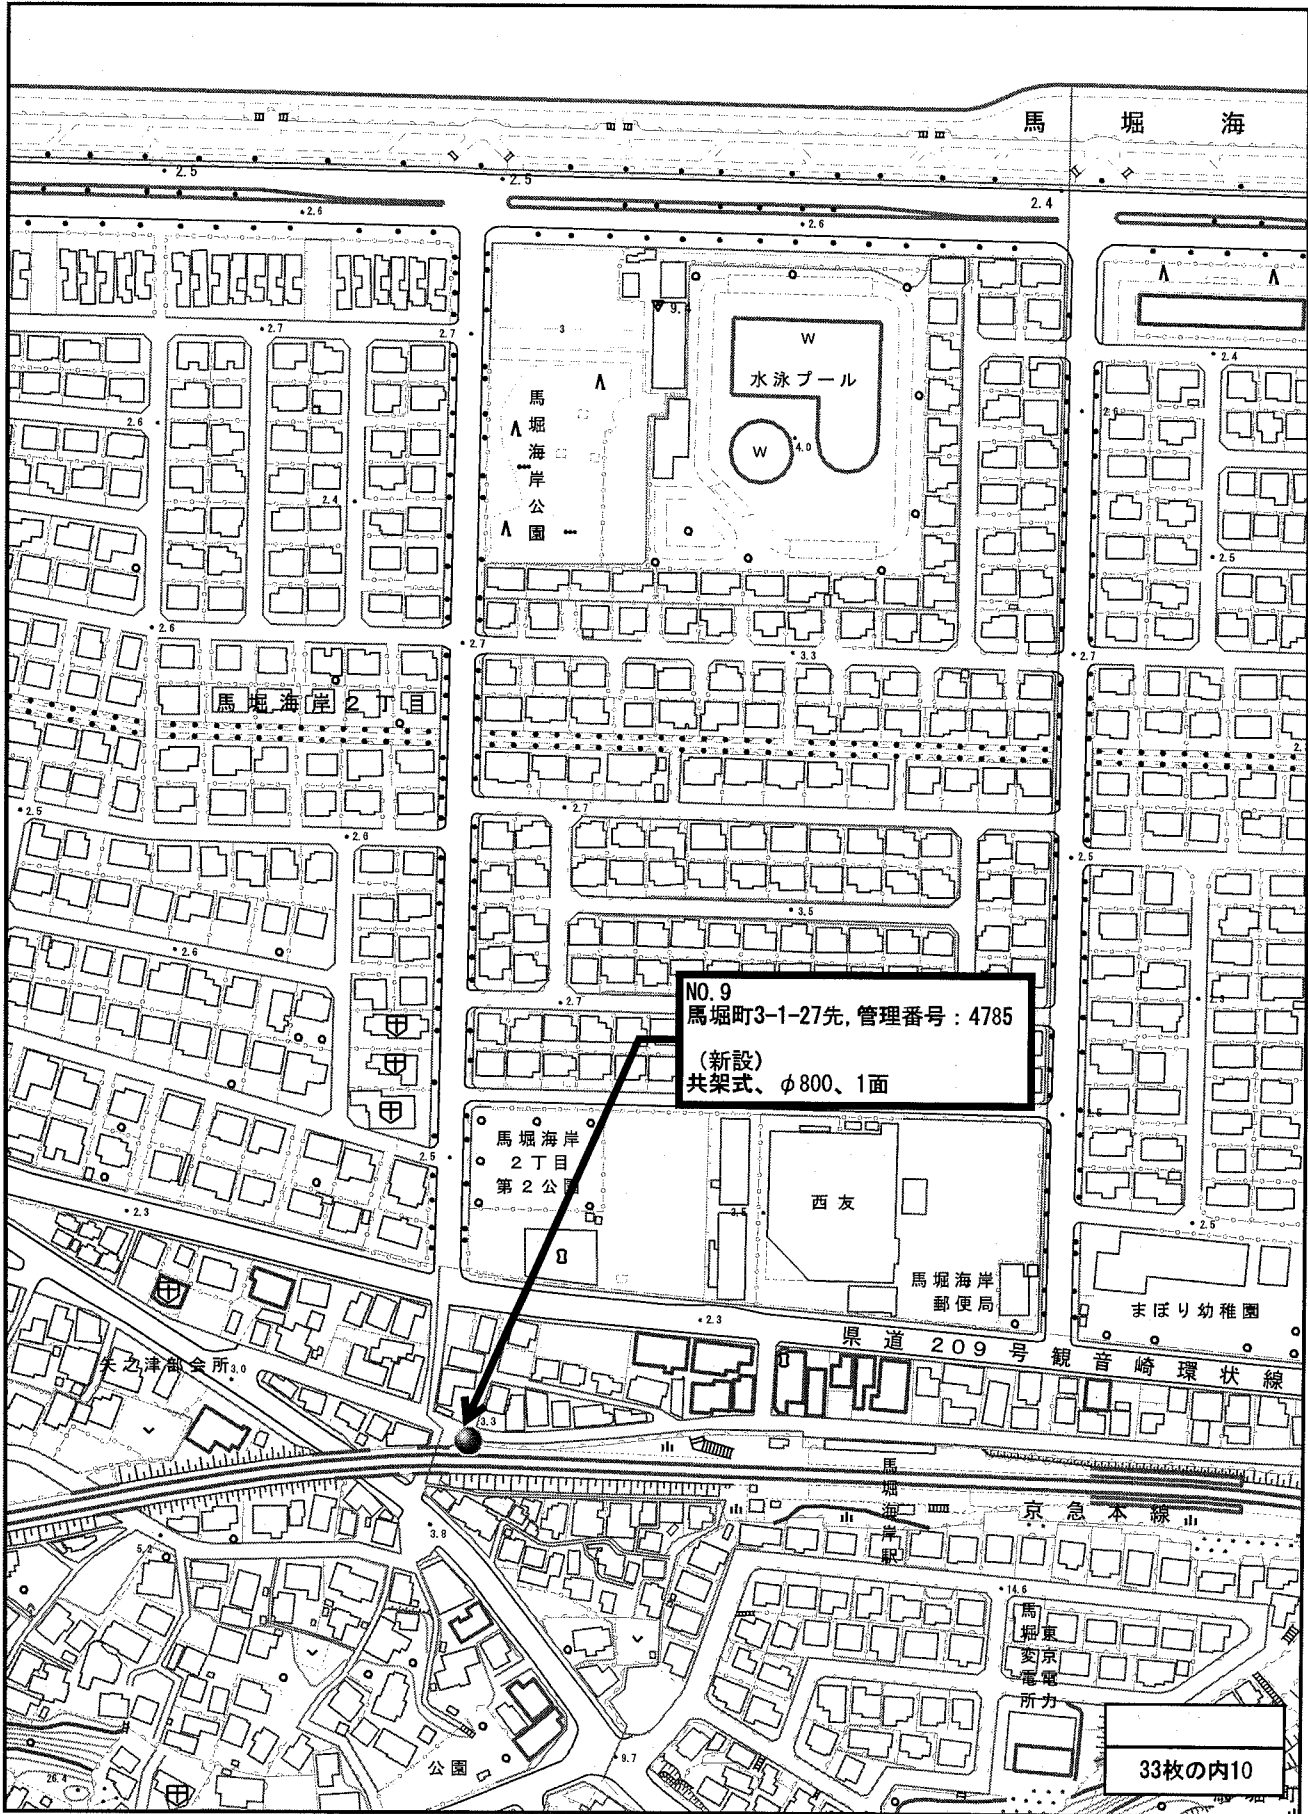 馬堀海
2.5
2.5
2.4
2.6
2.6
9.4
2.7
2.7
3
W
水泳プール
2.4
馬堀海岸公園
2.6
W
4.0
2.4
2.5
2.6
2.7
3.3
2.7
馬堀海岸2丁目
2.5
2.7
2.6
2.5
3.5
2.6
2.7
2.3
NO.9
馬堀町3-1-27先,管理番号：4785
（新設）
共架式、φ800、1面
馬堀海岸
2丁目
第2公園
2.5
西友
3.5
2.3
2.5
馬堀海岸
郵便局
まぼり幼稚園
2.3
県道209号観音崎環状線
矢之津部会所
3.0
3.3
馬堀海岸駅
京急本線
3.8
5.2
14.6
東京電力
馬堀変電所
公園
9.7
26.4
33枚の内10